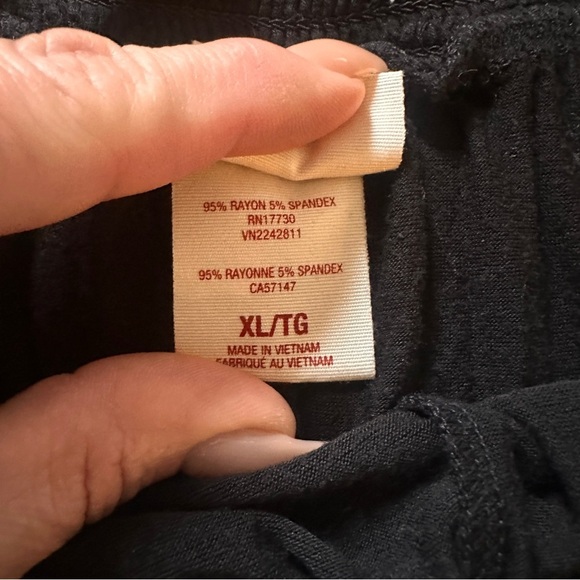 95% RAYON 5% SPANDEX
RN17730
VN2242811
95% RAYONNE 5% SPANDEX
CA57147
XL/TG
MADE IN VIETNAM
FABRIQUÉ AU VIETNAM